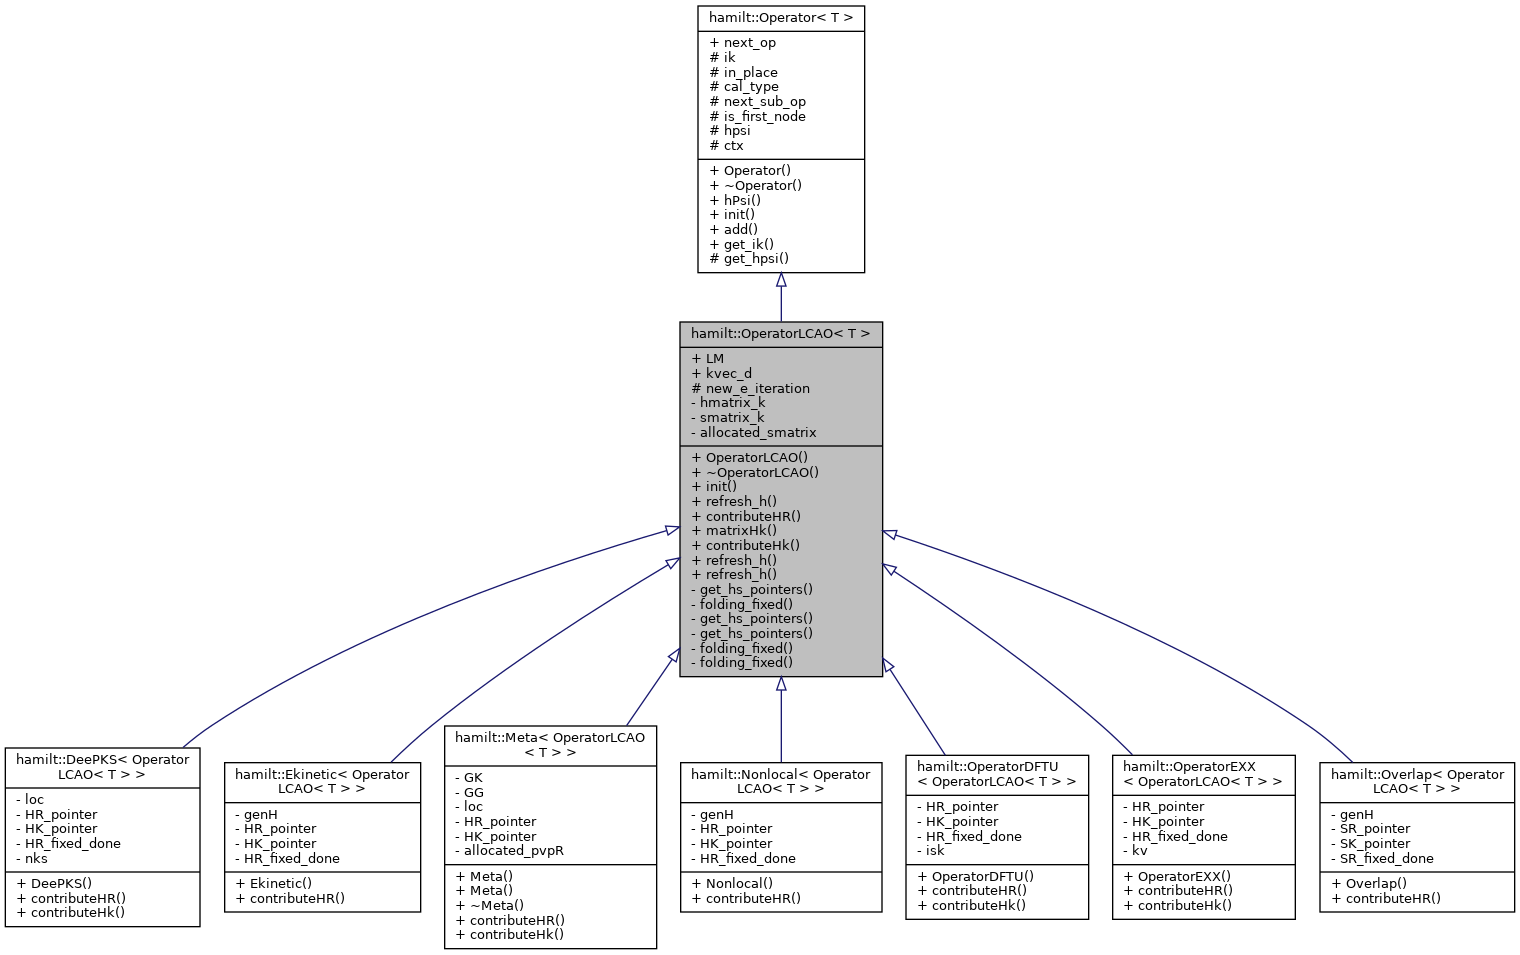 hamilt::Operator< T >
+ next_op
# ik
# in_place
# cal_type
# next_sub_op
# is_first_node
# hpsi
# ctx
+ Operator()
+ ~Operator()
+ hPsi()
+ init()
+ add()
+ get_ik()
# get_hpsi()
hamilt::OperatorLCAO< T >
+ LM
+ kvec_d
# new_e_iteration
- hmatrix_k
- smatrix_k
- allocated_smatrix
+ OperatorLCAO()
+ ~OperatorLCAO()
+ init()
+ refresh_h()
+ contributeHR()
+ matrixHk()
+ contributeHk()
+ refresh_h()
+ refresh_h()
- get_hs_pointers()
- folding_fixed()
- get_hs_pointers()
- get_hs_pointers()
- folding_fixed()
- folding_fixed()
hamilt::DeePKS< Operator
LCAO< T > >
- loc
- HR_pointer
- HK_pointer
- HR_fixed_done
- nks
+ DeePKS()
+ contributeHR()
+ contributeHk()
hamilt::Ekinetic< Operator
LCAO< T > >
- genH
- HR_pointer
- HK_pointer
- HR_fixed_done
+ Ekinetic()
+ contributeHR()
hamilt::Meta< OperatorLCAO
< T > >
- GK
- GG
- loc
- HR_pointer
- HK_pointer
- allocated_pvpR
+ Meta()
+ Meta()
+ ~Meta()
+ contributeHR()
+ contributeHk()
hamilt::Nonlocal< Operator
LCAO< T > >
- genH
- HR_pointer
- HK_pointer
- HR_fixed_done
+ Nonlocal()
+ contributeHR()
hamilt::OperatorDFTU
< OperatorLCAO< T > >
- HR_pointer
- HK_pointer
- HR_fixed_done
- isk
+ OperatorDFTU()
+ contributeHR()
+ contributeHk()
hamilt::OperatorEXX
< OperatorLCAO< T > >
- HR_pointer
- HK_pointer
- HR_fixed_done
- kv
+ OperatorEXX()
+ contributeHR()
+ contributeHk()
hamilt::Overlap< Operator
LCAO< T > >
- genH
- SR_pointer
- SK_pointer
- SR_fixed_done
+ Overlap()
+ contributeHR()